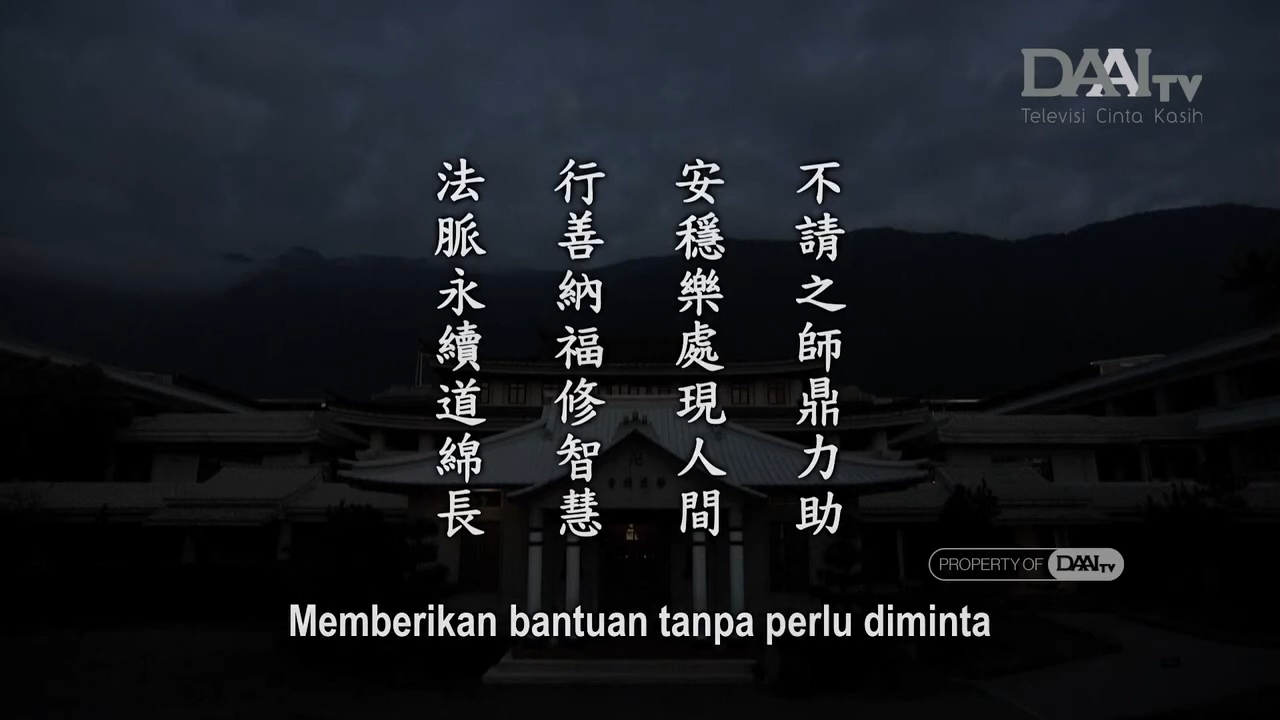 DAAI TV
Televisi Cinta Kasih
不請之師鼎力助
安穩樂處現人間
行善納福修智慧
法脈永續道綿長
PROPERTY OF DAAI TV
Memberikan bantuan tanpa perlu diminta